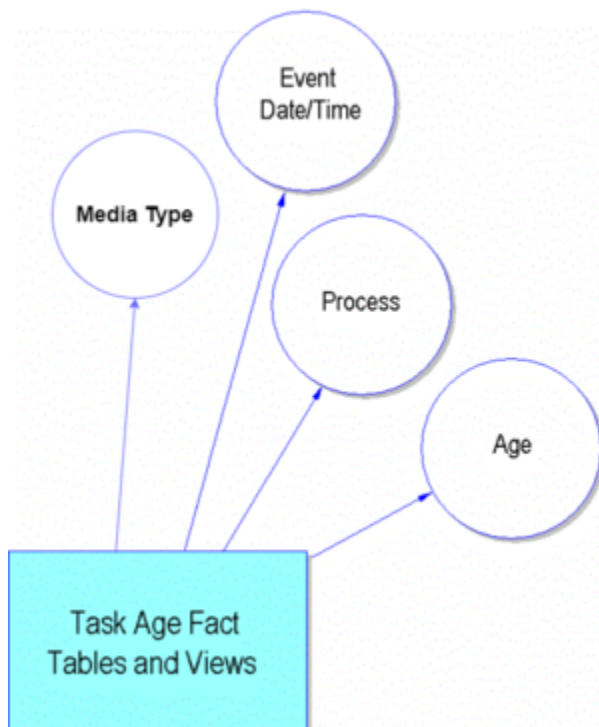 Event
Date/Time
Media Type
Process
Age
Task Age Fact
Tables and Views